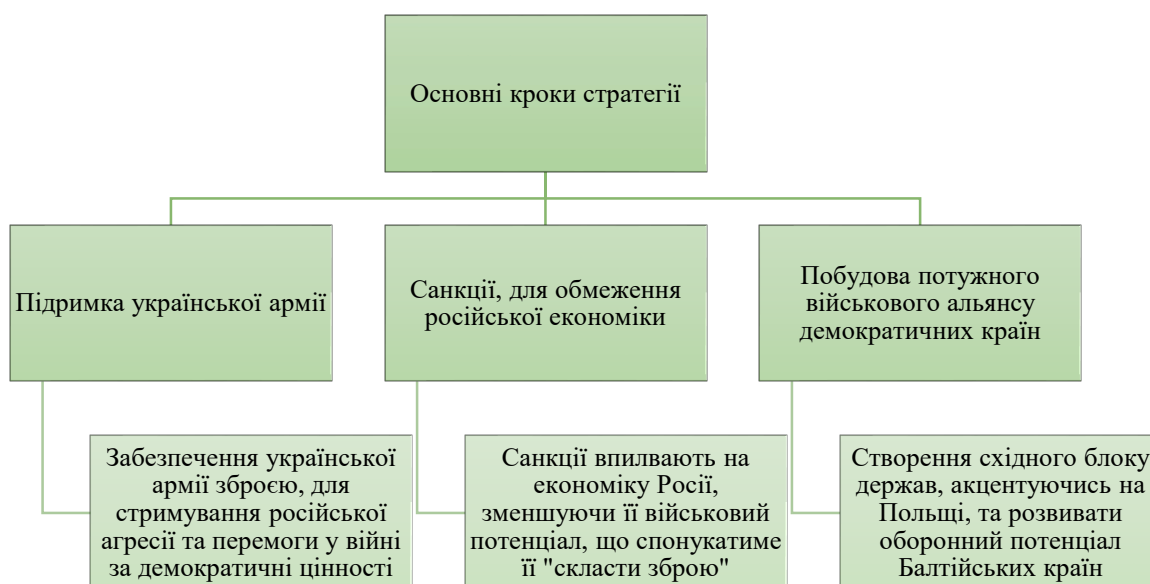 Основні кроки стратегії
Підримка української армії
Санкції, для обмеження
російської економіки
Побудова потужного
військового альянсу
демократичних країн
Забезпечення української
армії зброєю, для
стримування російської
агресії та перемоги у війні
за демократичні цінності
Санкції впилвають на
економіку Росії,
зменшуючи її військовий
потенціал, що спонукатиме
її "скласти зброю"
Створення східного блоку
держав, акцентуючись на
Польщі, та розвивати
оборонний потенціал
Балтійських країн